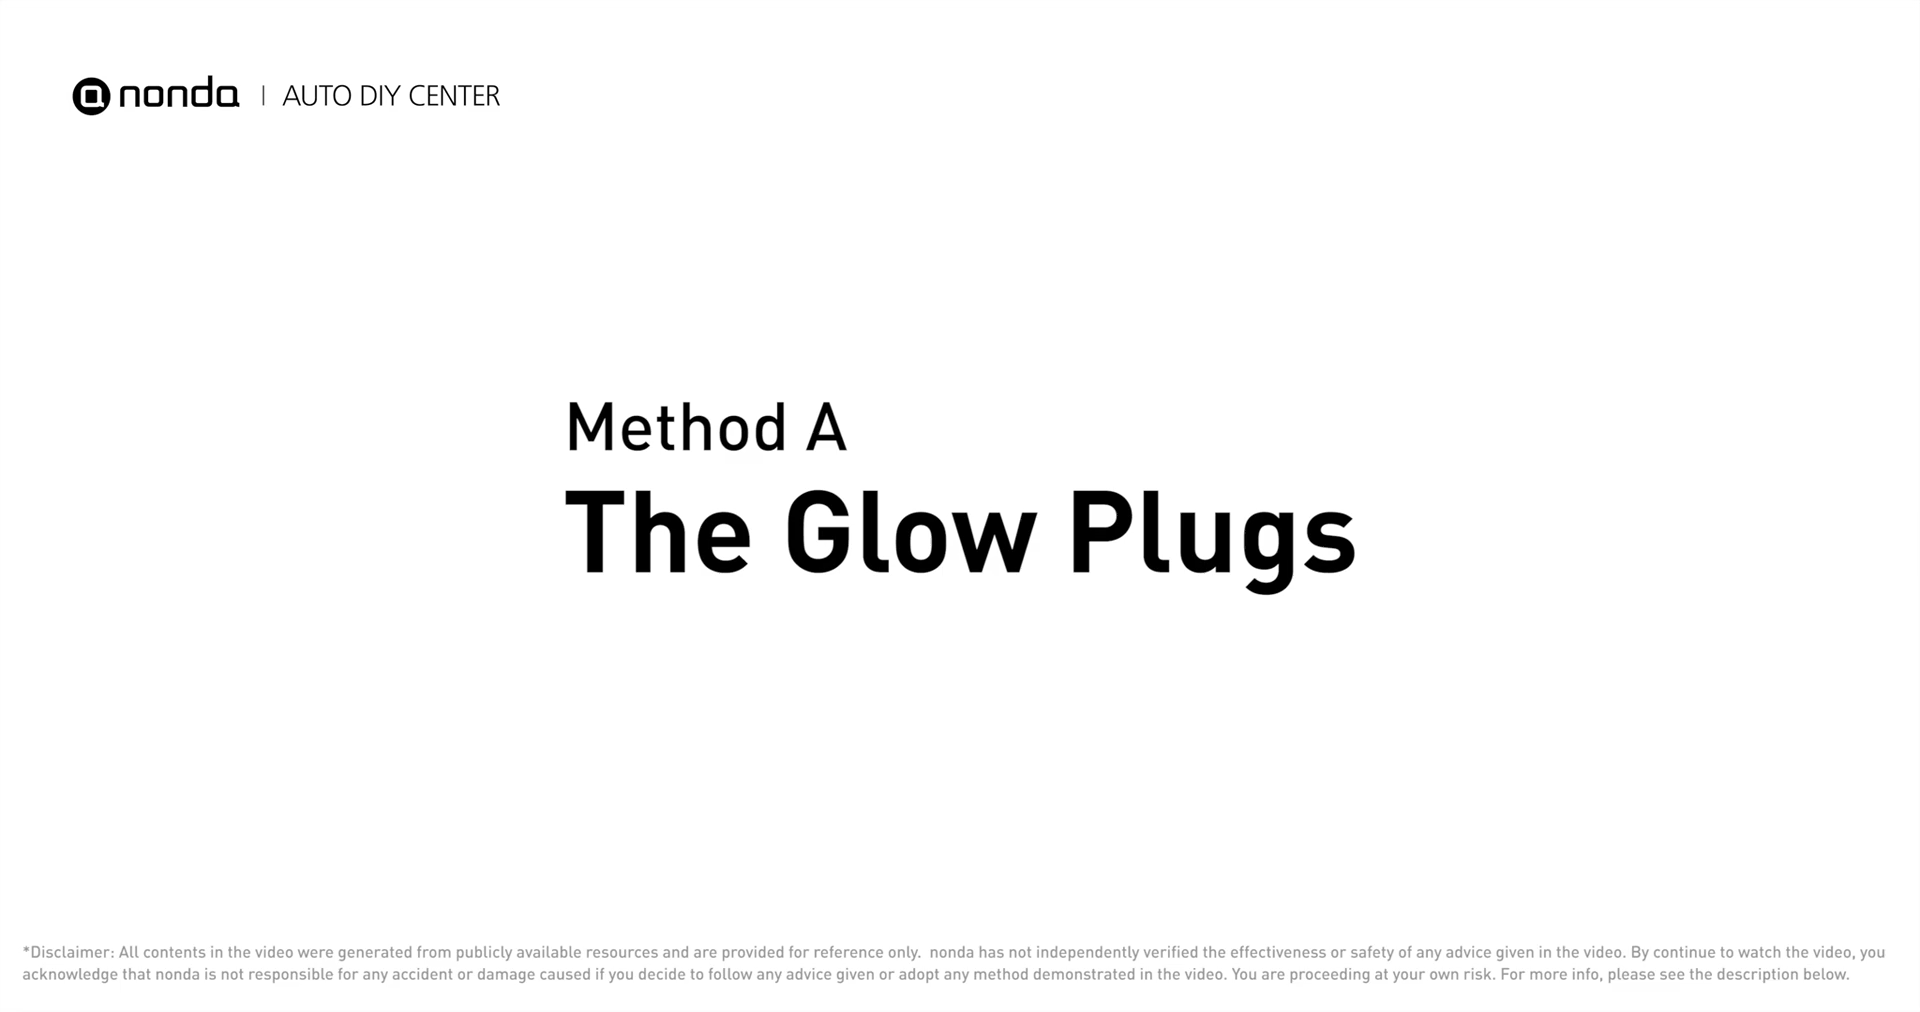 nonda | AUTO DIY CENTER
Method A
The Glow Plugs
*Disclaimer: All contents in the video were generated from publicly available resources and are provided for reference only.  nonda has not independently verified the effectiveness or safety of any advice given in the video. By continue to watch the video, you
acknowledge that nonda is not responsible for any accident or damage caused if you decide to follow any advice given or adopt any method demonstrated in the video. You are proceeding at your own risk. For more info, please see the description below.